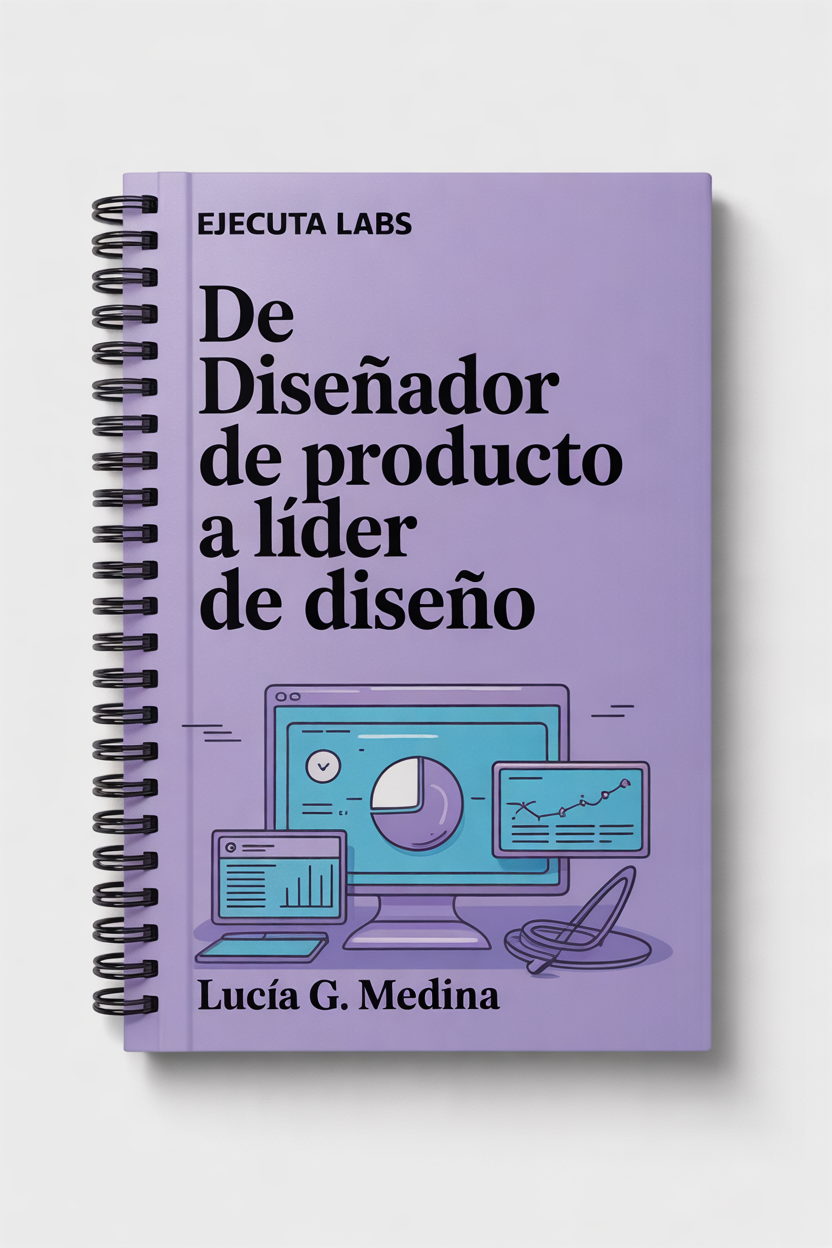 EJECUTA LABS
De
Diseñador
de producto
a líder
de diseño
Lucía G. Medina